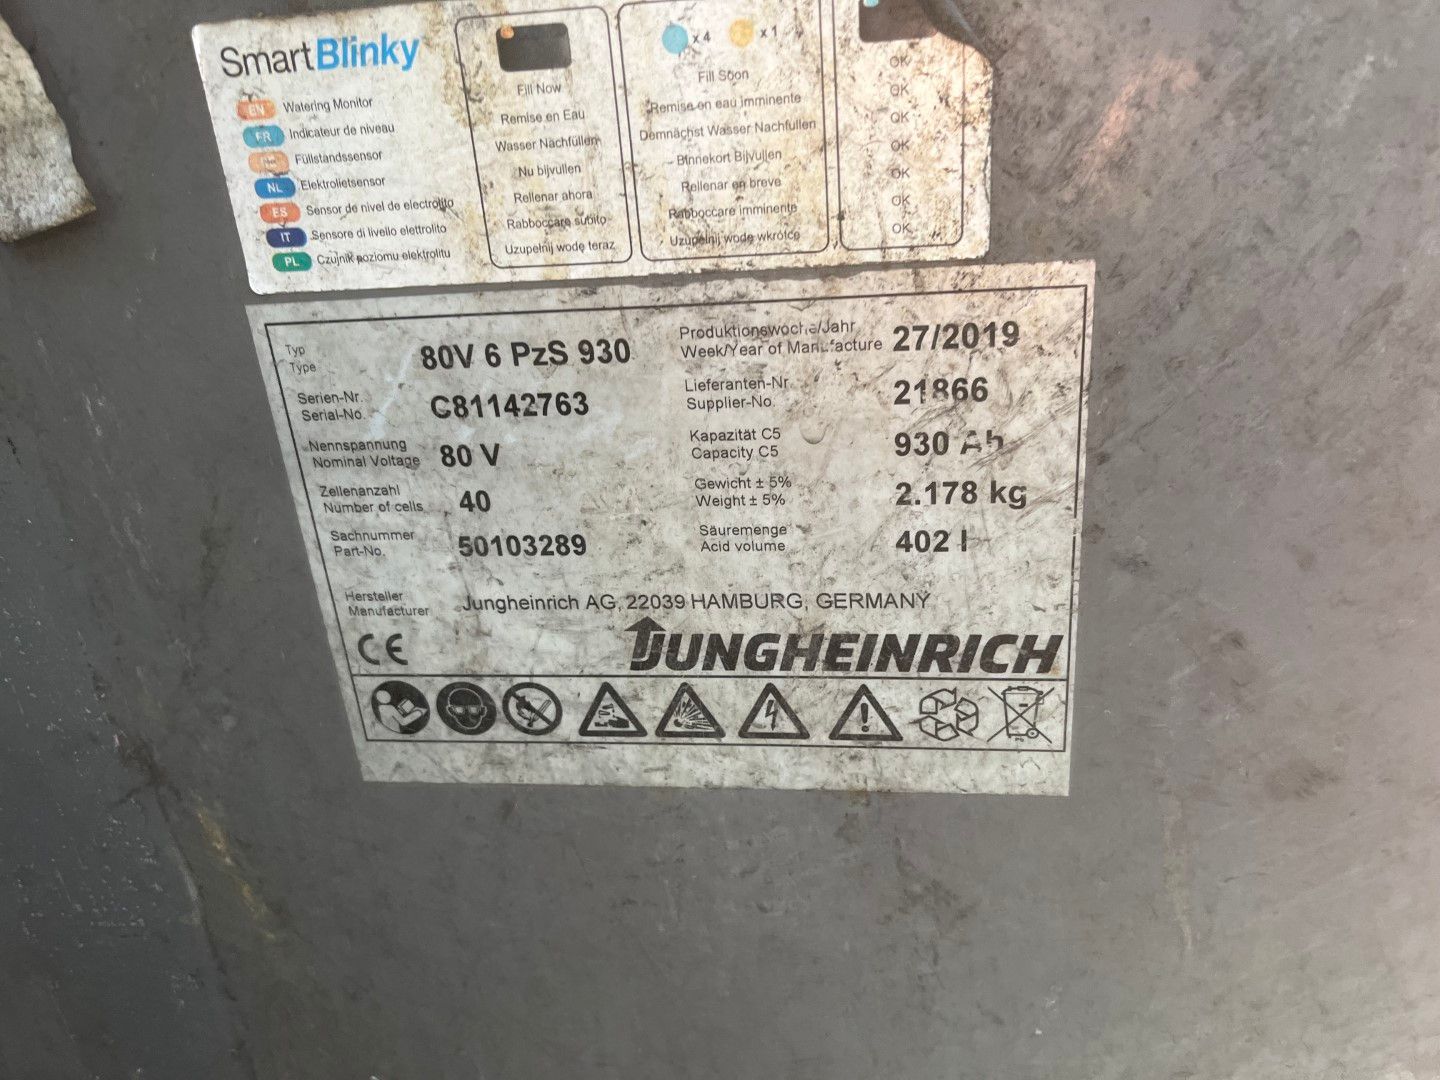 SmartBlinky
EN Watering Monitor
FR Indicateur de niveau
Füllstandssensor
NL Elektrolietsensor
ES Sensor de nivel de electrolito
IT Sensore di livello elettrolito
PL Czujnik poziomu elektrolitu
Fill Now
Remise en Eau
Wasser Nachfüllen
Nu bijvullen
Rellenar ahora
Rabboccare subito
Uzupełnij wodę teraz
x4 x1
Fill Soon
Remise en eau imminente
Demnächst Wasser Nachfüllen
Binnekort Bijvullen
Rellenar en breve
Rabboccare imminente
Uzupełnij wodę wkrótce
OK
OK
OK
OK
OK
OK
OK
Typ
Type
80V 6 PzS 930
Produktionswoche/Jahr
Week/Year of Manufacture
27/2019
Serien-Nr.
Serial-No.
C81142763
Lieferanten-Nr.
Supplier-No.
21866
Nennspannung
Nominal Voltage
80 V
Kapazität C5
Capacity C5
930 Ah
Zellenanzahl
Number of cells
40
Gewicht ± 5%
Weight ± 5%
2.178 kg
Sachnummer
Part-No.
50103289
Säuremenge
Acid volume
402 l
Hersteller
Manufacturer
Jungheinrich AG, 22039 HAMBURG, GERMANY
CE
JUNGHEINRICH